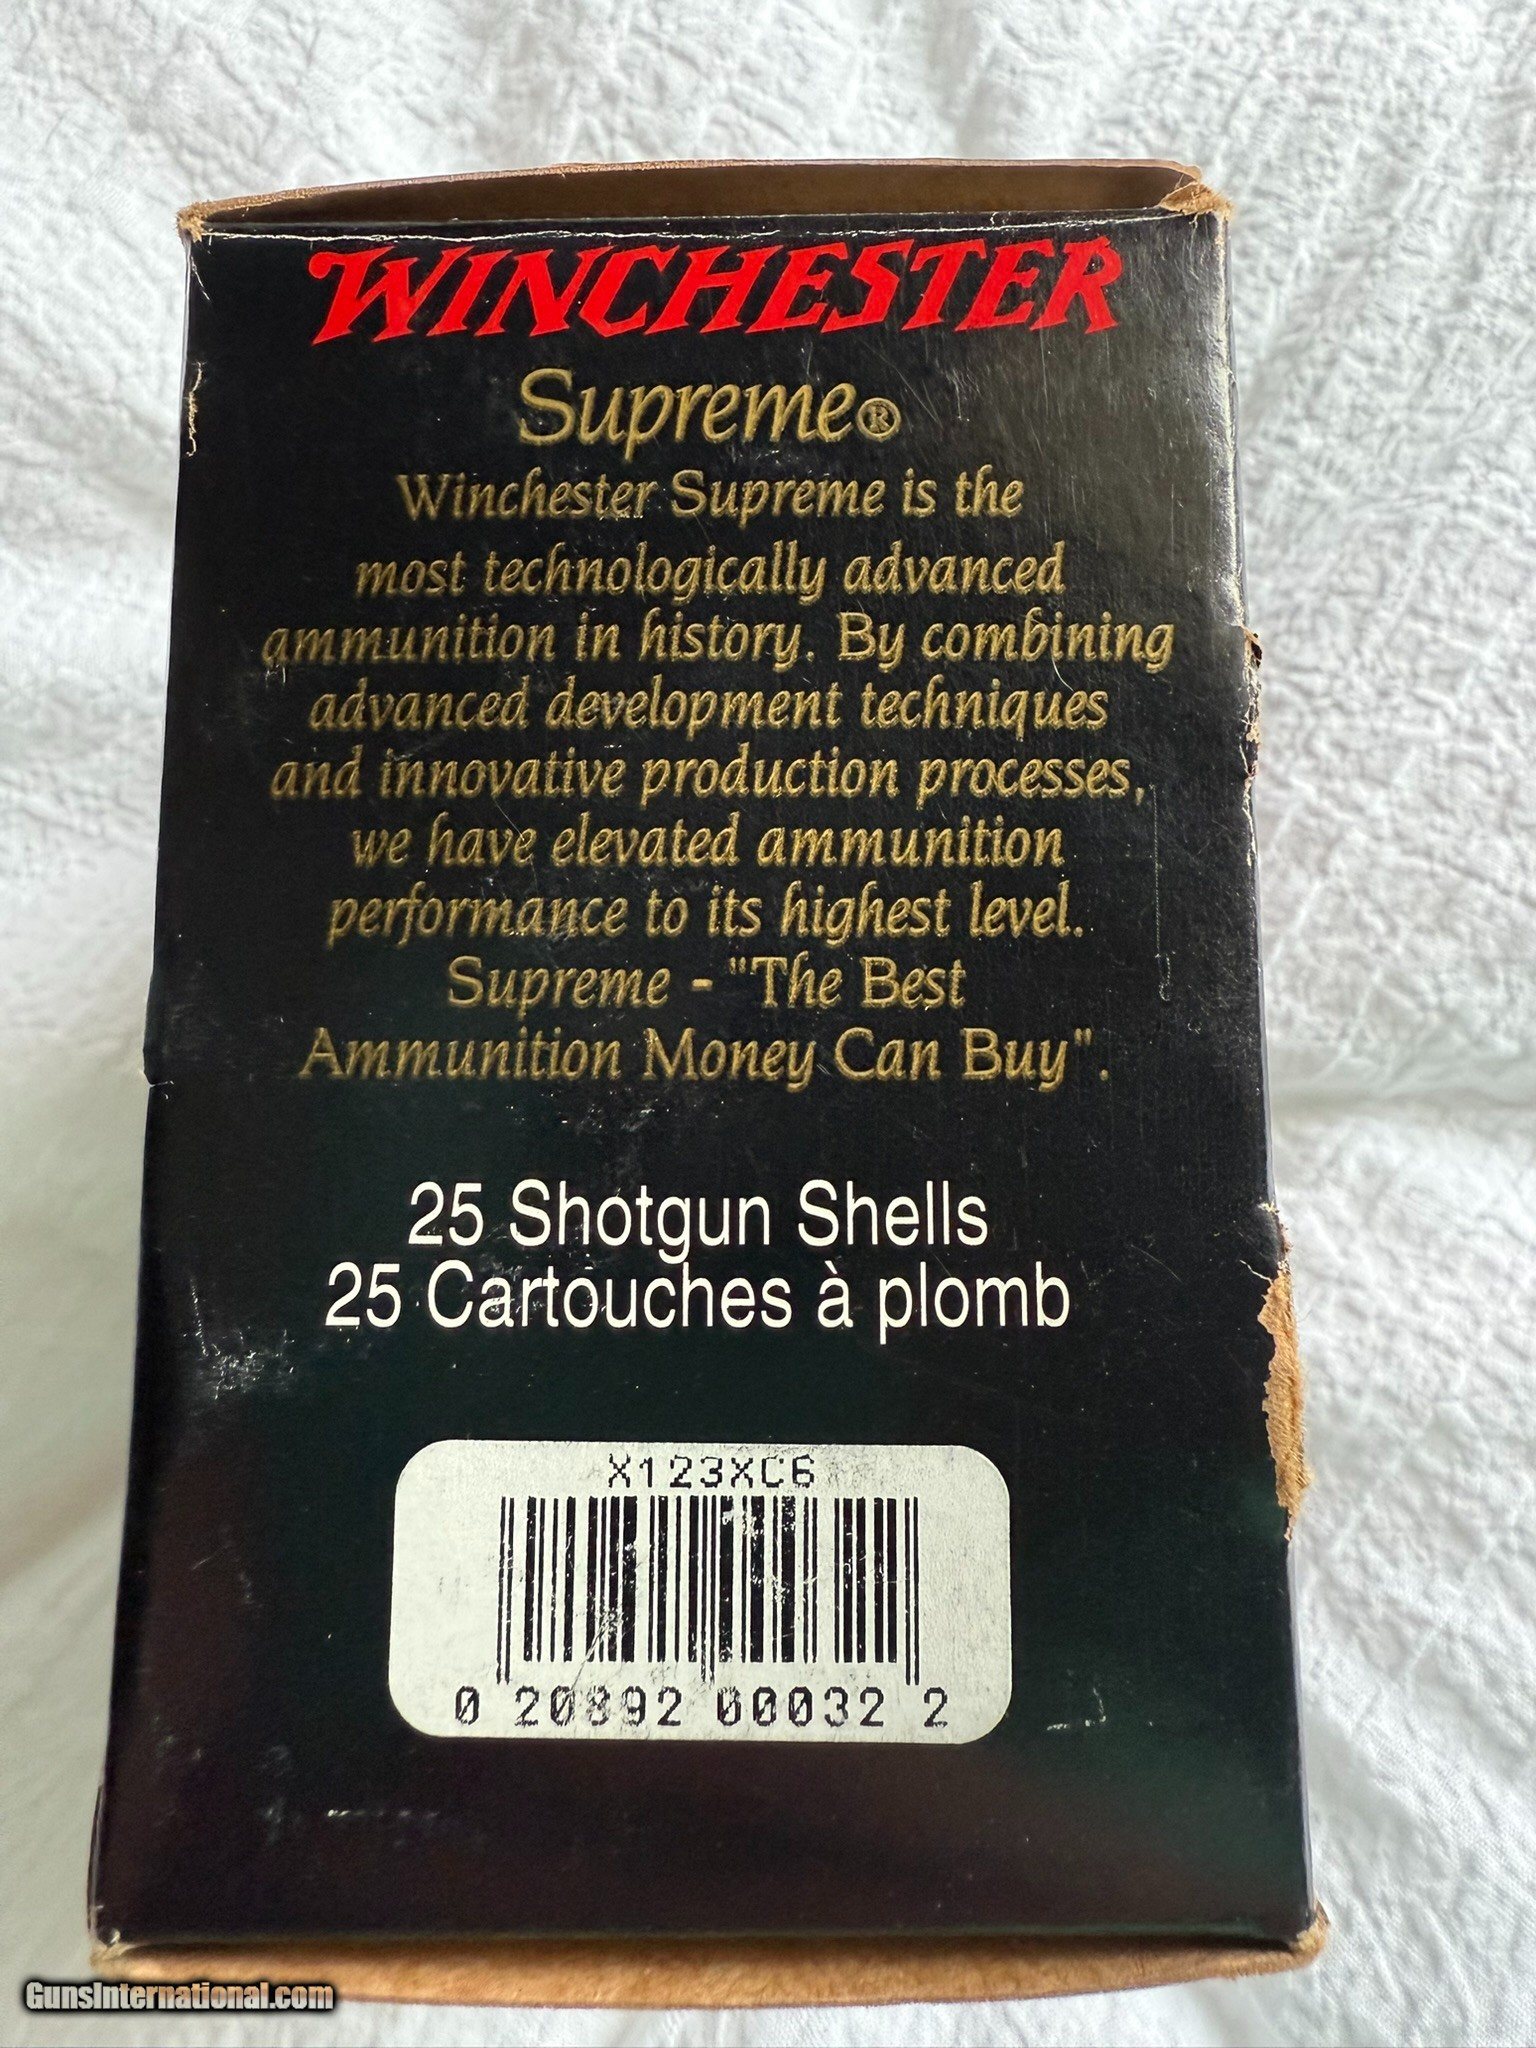 WINCHESTER
Supreme®
Winchester Supreme is the
most technologically advanced
ammunition in history. By combining
advanced development techniques
and innovative production processes,
we have elevated ammunition
performance to its highest level.
Supreme - "The Best
Ammunition Money Can Buy".
25 Shotgun Shells
25 Cartouches à plomb
X123XC6
0 20892 00032 2
GunsInternational.com